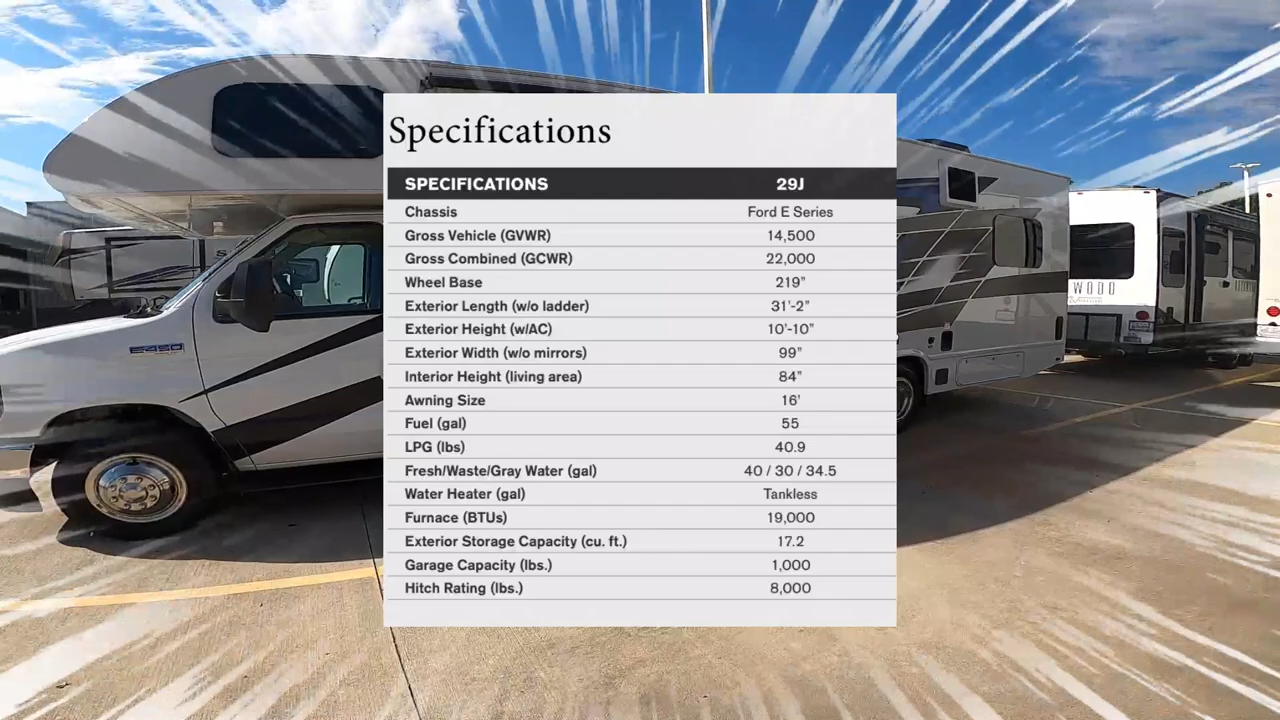 Specifications
SPECIFICATIONS 29J
Chassis Ford E Series
Gross Vehicle (GVWR) 14,500
Gross Combined (GCWR) 22,000
Wheel Base 219"
Exterior Length (w/o ladder) 31'-2"
Exterior Height (w/AC) 10'-10"
Exterior Width (w/o mirrors) 99"
Interior Height (living area) 84"
Awning Size 16'
Fuel (gal) 55
LPG (lbs) 40.9
Fresh/Waste/Gray Water (gal) 40 / 30 / 34.5
Water Heater (gal) Tankless
Furnace (BTUs) 19,000
Exterior Storage Capacity (cu. ft.) 17.2
Garage Capacity (lbs.) 1,000
Hitch Rating (lbs.) 8,000
E-450
WOOD